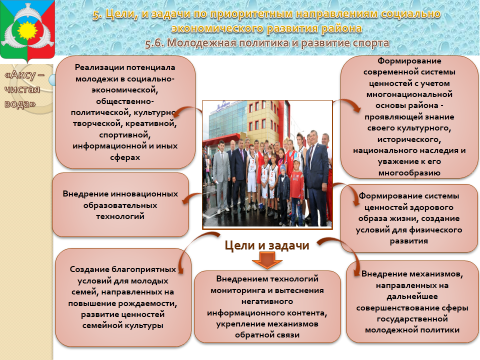 5. Цели, и задачи по приоритетным направлениям социально
экономического развития района
5.6. Молодежная политика и развитие спорта
«Аксу –
чистая
вода»
Реализации потенциала
молодежи в социально-
экономической,
общественно-
политической, культурно-
творческой, креативной,
спортивной,
информационной и иных
сферах
Формирование
современной системы
ценностей с учетом
многонациональной
основы района -
проявляющей знание
своего культурного,
исторического,
национального наследия и
уважение к его
многообразию
Внедрение инновационных
образовательных
технологий
Формирование системы
ценностей здорового
образа жизни, создание
условий для физического
развития
Цели и задачи
Создание благоприятных
условий для молодых
семей, направленных на
повышение рождаемости,
развитие ценностей
семейной культуры
Внедрением технологий
мониторинга и вытеснения
негативного
информационного контента,
укрепление механизмов
обратной связи
Внедрение механизмов,
направленных на
дальнейшее
совершенствование сферы
государственной
молодежной политики